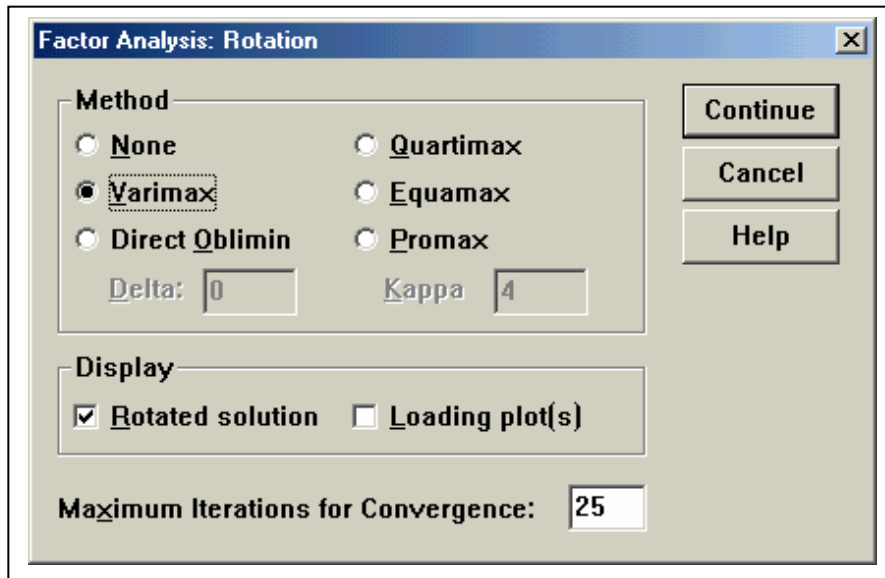 Factor Analysis: Rotation
Method
None
Quartimax
Varimax
Equamax
Direct Oblimin
Promax
Delta: 0
Kappa 4
Display
Rotated solution
Loading plot(s)
Maximum Iterations for Convergence: 25
Continue
Cancel
Help